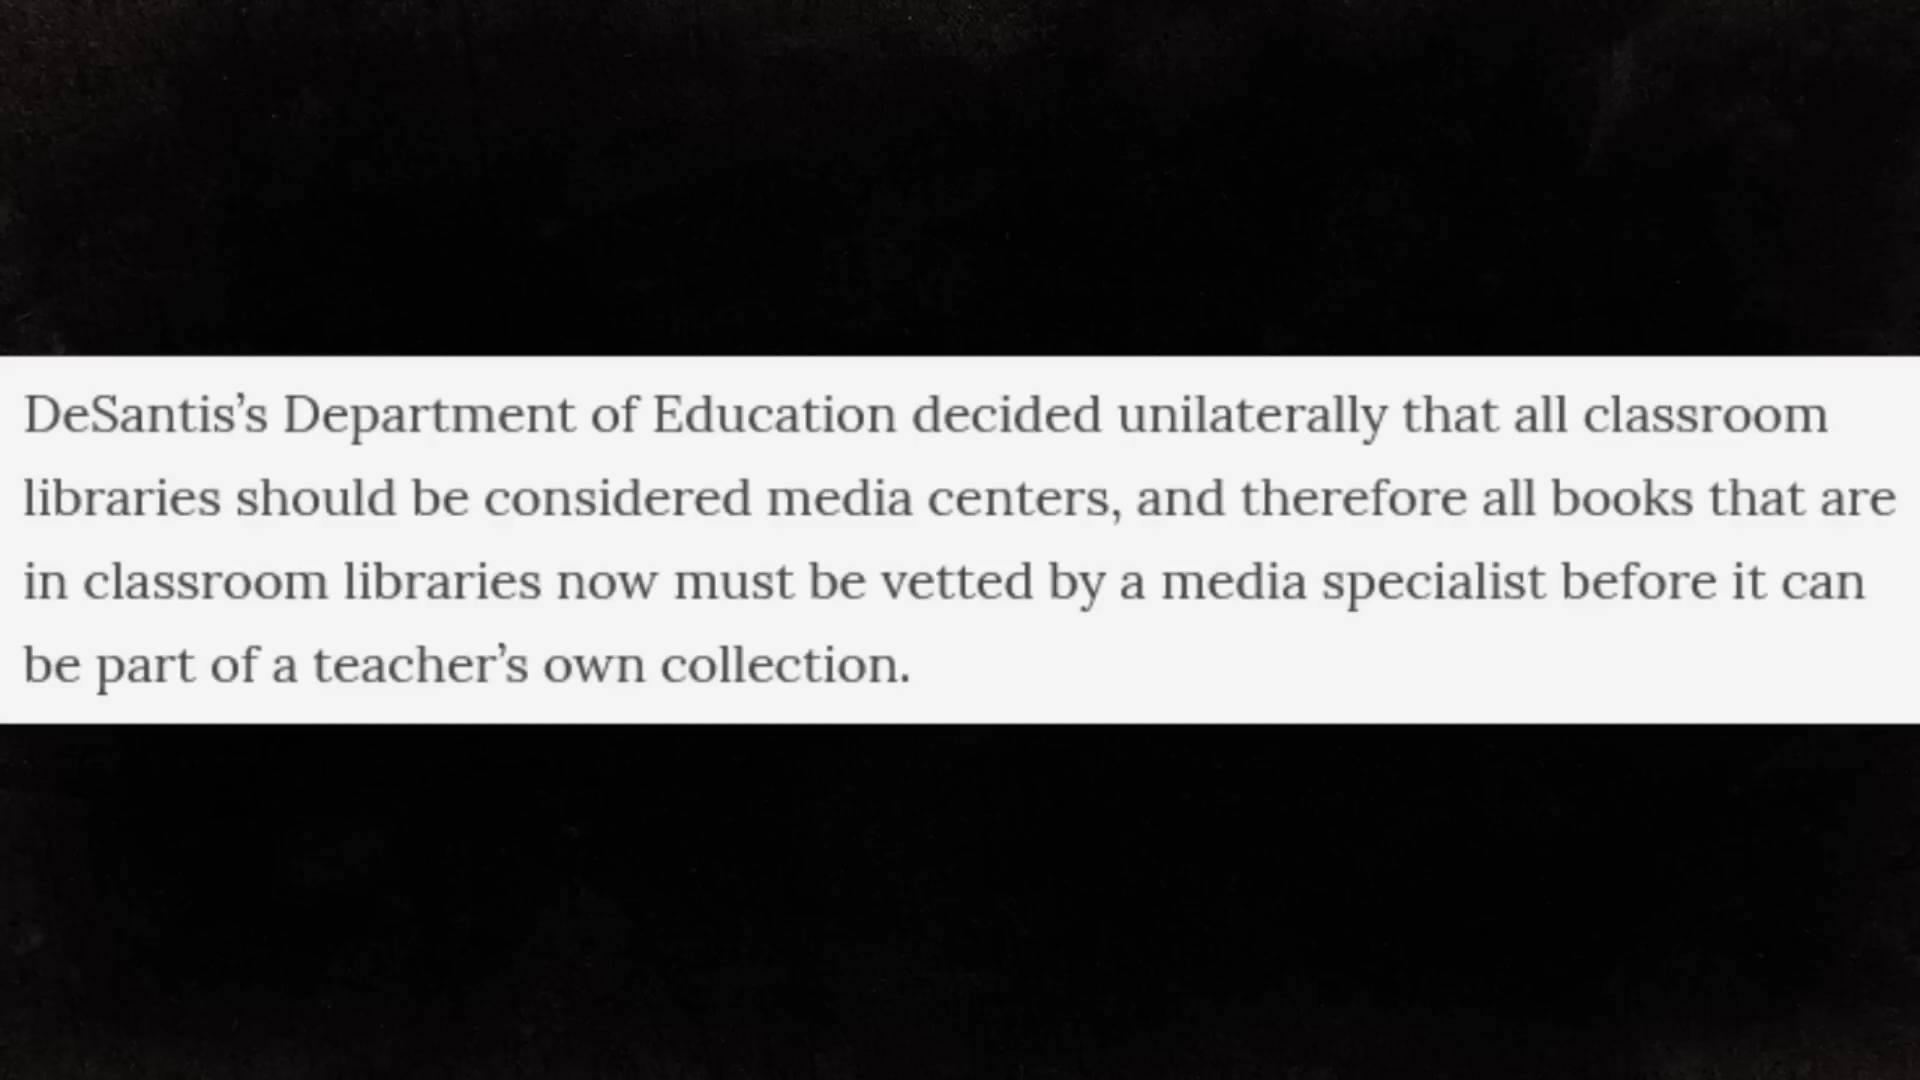 DeSantis’s Department of Education decided unilaterally that all classroom
libraries should be considered media centers, and therefore all books that are
in classroom libraries now must be vetted by a media specialist before it can
be part of a teacher’s own collection.